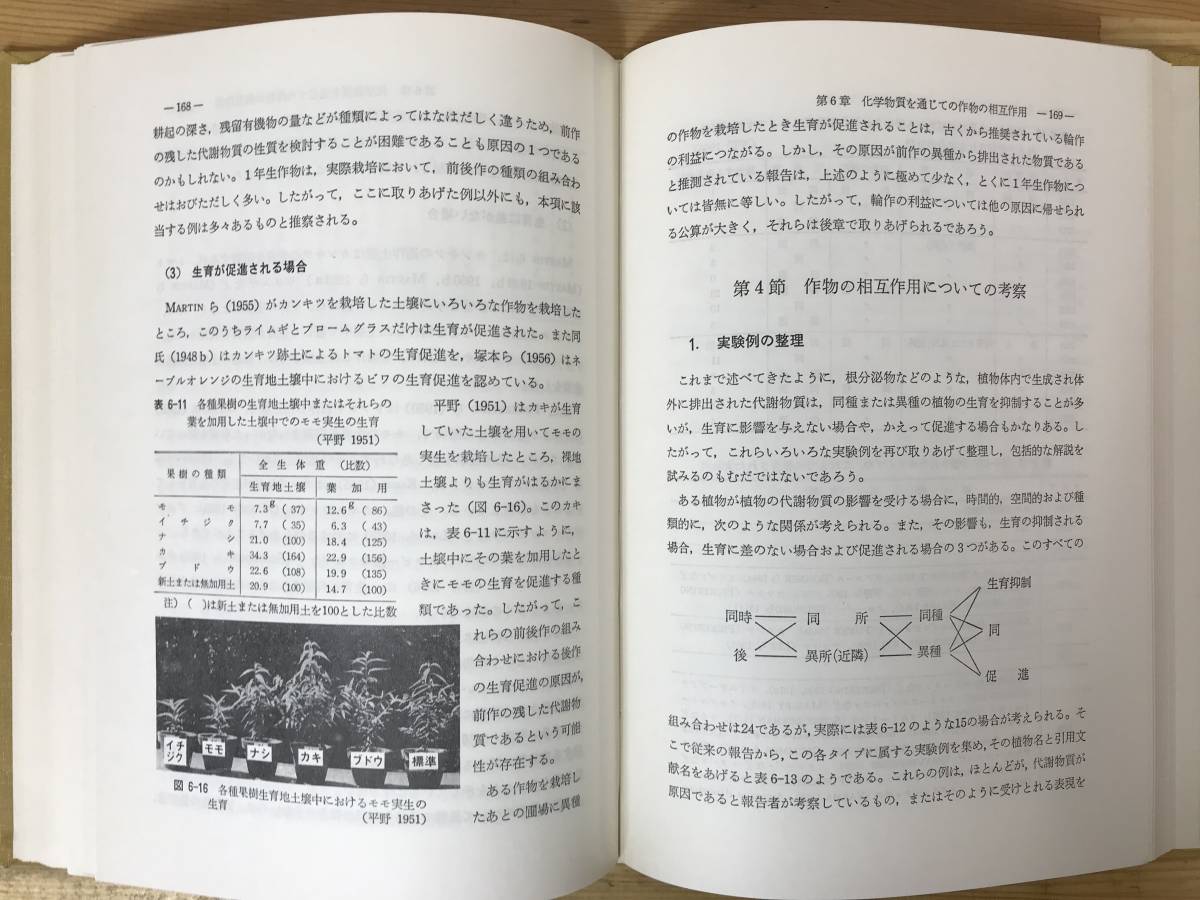 —168—
耕起の深さ，残留有機物の量などが種類によってはなはだしく違うため，前作
の残した代謝物質の性質を検討することが困難であることも原因の1つである
のかもしれない。1年生作物は，実際栽培において，前後作の種類の組み合わ
せはおびただしく多い。したがって，ここに取りあげた例以外にも，本項に該
当する例は多々あるものと推察される。
(3) 生育が促進される場合
MARTIN ら (1955) がカンキツを栽培した土壌にいろいろな作物を栽培した
ところ，このうちライムギとブロームグラスだけは生育が促進された。また同
氏 (1948 b) はカンキツ跡土によるトマトの生育促進を，塚本ら (1956) はネ
ーブルオレンジの生育地土壌中におけるビワの生育促進を認めている。
表 6-11 各種果樹の生育地土壌中またはそれらの
葉を加用した土壌中でのモモ実生の生育
(平野 1951)
果樹の種類 全生体重 (比数)
生育地土壌 葉加用
モモ 7.3g (37) 12.6g (86)
イチジク 7.7 (35) 6.3 (43)
ナシ 21.0 (100) 18.4 (125)
カキ 34.3 (164) 22.9 (156)
ブドウ 22.6 (108) 19.9 (135)
新土または無加用土 20.9 (100) 14.7 (100)
注) ( )は新土または無加用土を100とした比数
平野 (1951) はカキが生育
していた土壌を用いてモモの
実生を栽培したところ，裸地
土壌よりも生育がはるかにま
さった (図 6-16)。このカキ
は，表 6-11 に示すように，
土壌中にその葉を加用したと
きにモモの生育を促進する種
類であった。したがって，こ
れらの前後作の組み
合わせにおける後作
の生育促進の原因が，
前作の残した代謝物
質であるという可能
性が存在する。
ある作物を栽培し
たあとの圃場に異種
イチジク
モモ
ナシ
カキ
ブドウ
標準
図 6-16 各種果樹生育地土壌中におけるモモ実生の
生育
(平野 1951)
第6章 化学物質を通じての作物の相互作用 —169—
の作物を栽培したとき生育が促進されることは，古くから推奨されている輪作
の利益につながる。しかし，その原因が前作の異種から排出された物質である
と推測されている報告は，上述のように極めて少なく，とくに1年生作物につ
いては皆無に等しい。したがって，輪作の利益については他の原因に帰せられ
る公算が大きく，それらは後章で取りあげられるであろう。
第4節 作物の相互作用についての考察
1. 実験例の整理
これまで述べてきたように，根分泌物などのような，植物体内で生成され体
外に排出された代謝物質は，同種または異種の植物の生育を抑制することが多
いが，生育に影響を与えない場合や，かえって促進する場合もかなりある。し
たがって，これらいろいろな実験例を再び取りあげて整理し，包括的な解説を
試みるのもむだではないであろう。
ある植物が植物の代謝物質の影響を受ける場合に，時間的，空間的および種
類的に，次のような関係が考えられる。また，その影響も，生育の抑制される
場合，生育に差のない場合および促進される場合の3つがある。このすべての
生育抑制
同時 同所 同種
同
後 異所(近隣) 異種
促進
組み合わせは24であるが，実際には表6-12のような15の場合が考えられる。そ
こで従来の報告から，この各タイプに属する実験例を集め，その植物名と引用文
献名をあげると表6-13のようである。これらの例は，ほとんどが，代謝物質が
原因であると報告者が考察しているもの，またはそのように受けとれる表現を